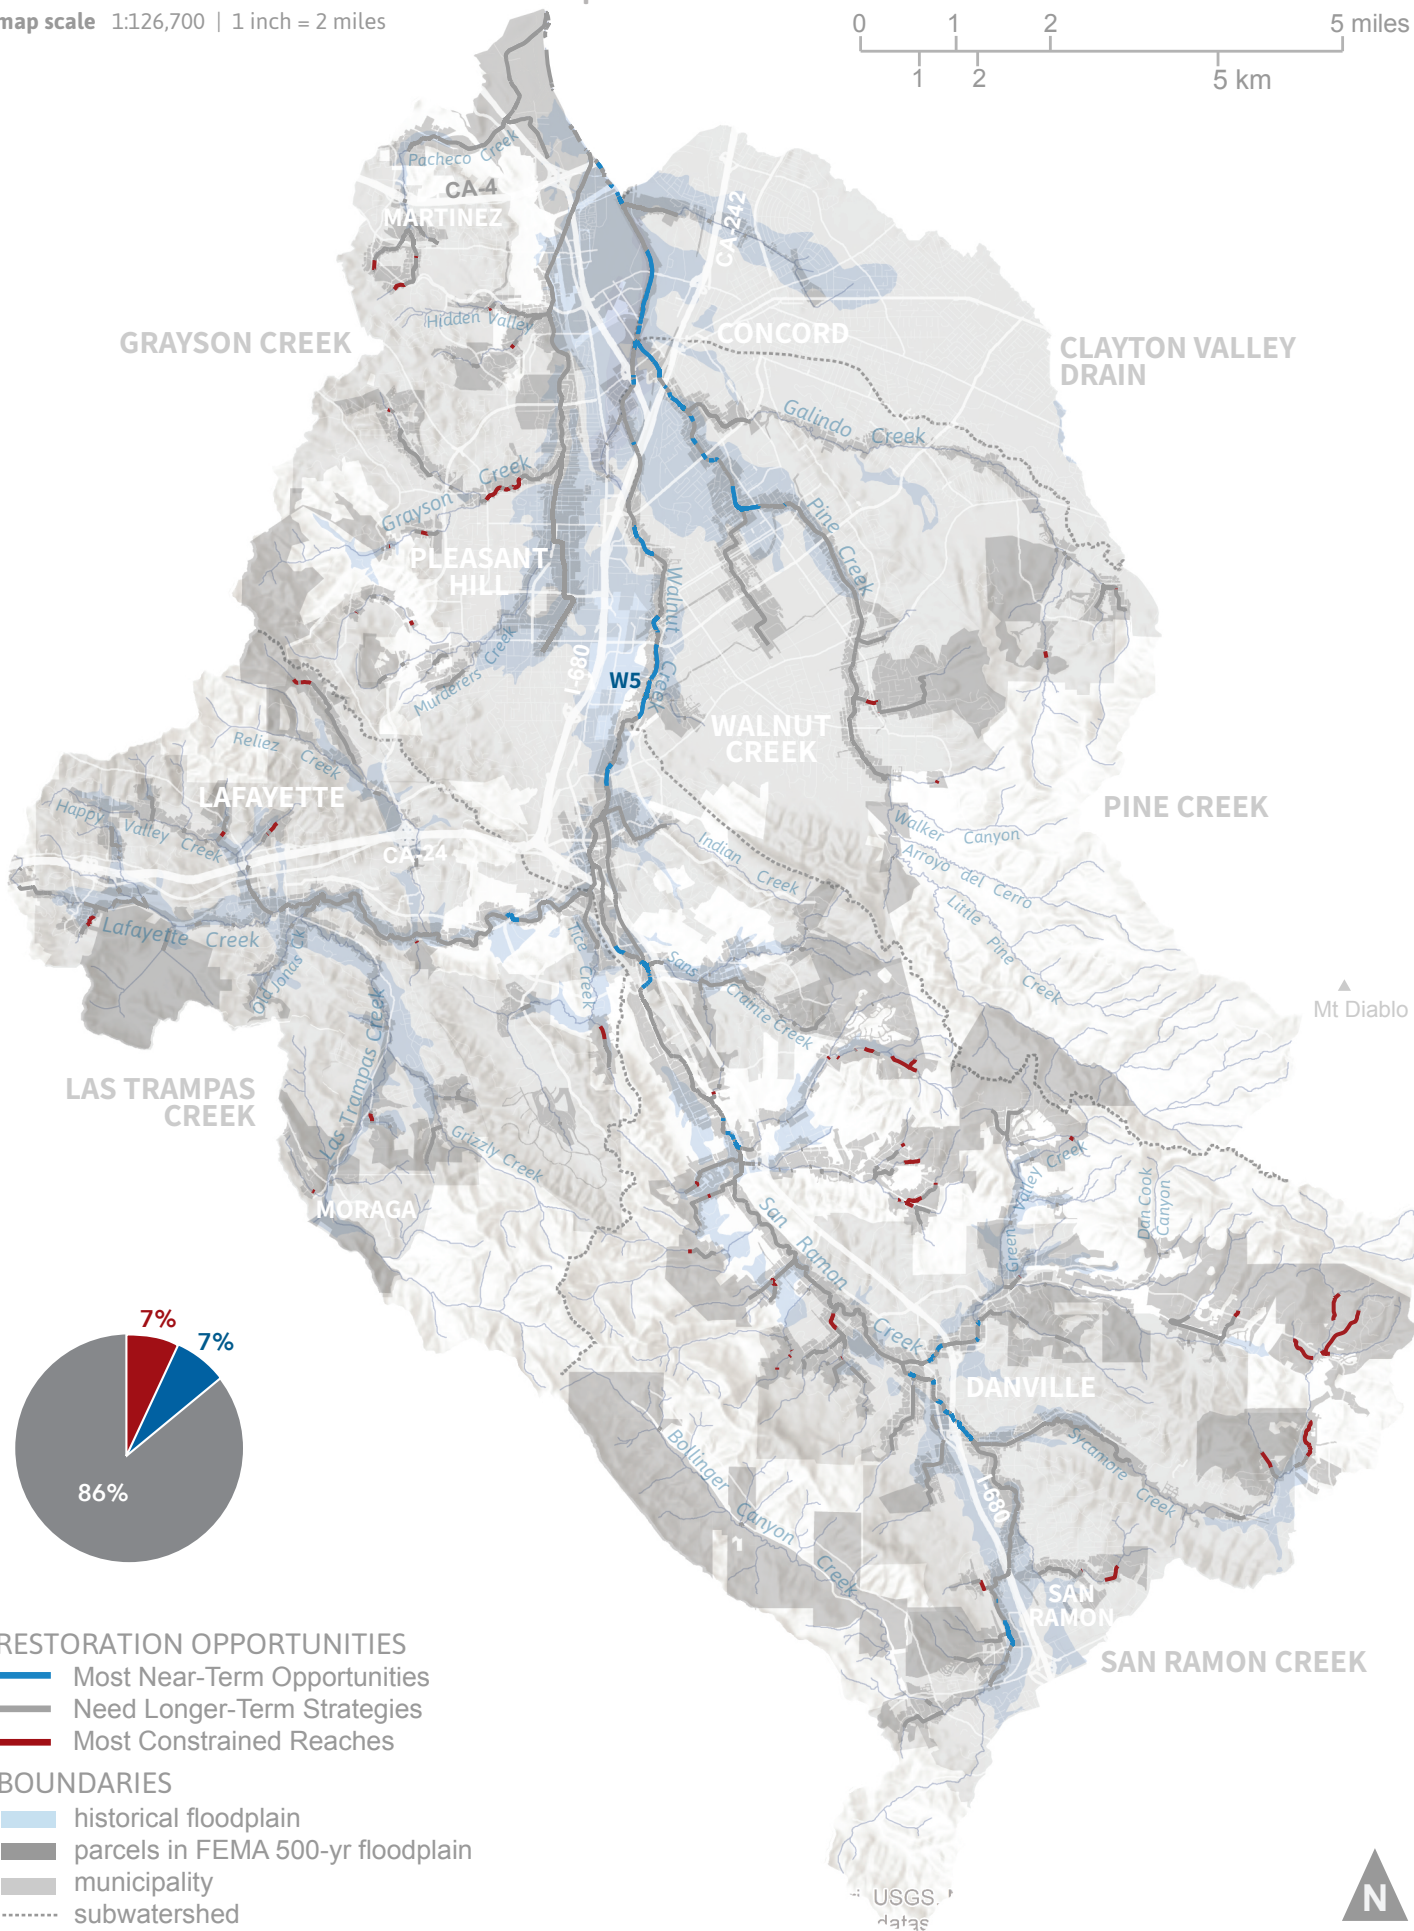 map scale 1:126,700 | 1 inch = 2 miles
0 1 2 5 miles
1 2 5 km
Pacheco Creek
CA-4
MARTINEZ
CA-242
Hidden Valley
GRAYSON CREEK
CONCORD
CLAYTON VALLEY
DRAIN
Galindo Creek
Grayson Creek
Pine Creek
PLEASANT
HILL
Walnut Creek
Murderers Creek
I-680
W5
WALNUT
CREEK
Reliez Creek
LAFAYETTE
Happy Valley Creek
CA-24
PINE CREEK
Walker Canyon
Indian Creek
Arroyo del Cerro
Little Pine Creek
Lafayette Creek
Old Jonas Ck
Tice Creek
Sans Crainte Creek
Mt Diablo
LAS TRAMPAS
CREEK
Las Trampas Creek
Grizzly Creek
MORAGA
Green Valley Creek
Dan Cook
Canyon
San Ramon Creek
7%
7%
86%
DANVILLE
Sycamore Creek
Bollinger Canyon Creek
I-680
SAN
RAMON
SAN RAMON CREEK
RESTORATION OPPORTUNITIES
Most Near-Term Opportunities
Need Longer-Term Strategies
Most Constrained Reaches
BOUNDARIES
historical floodplain
parcels in FEMA 500-yr floodplain
municipality
subwatershed
USGS,
datas
N